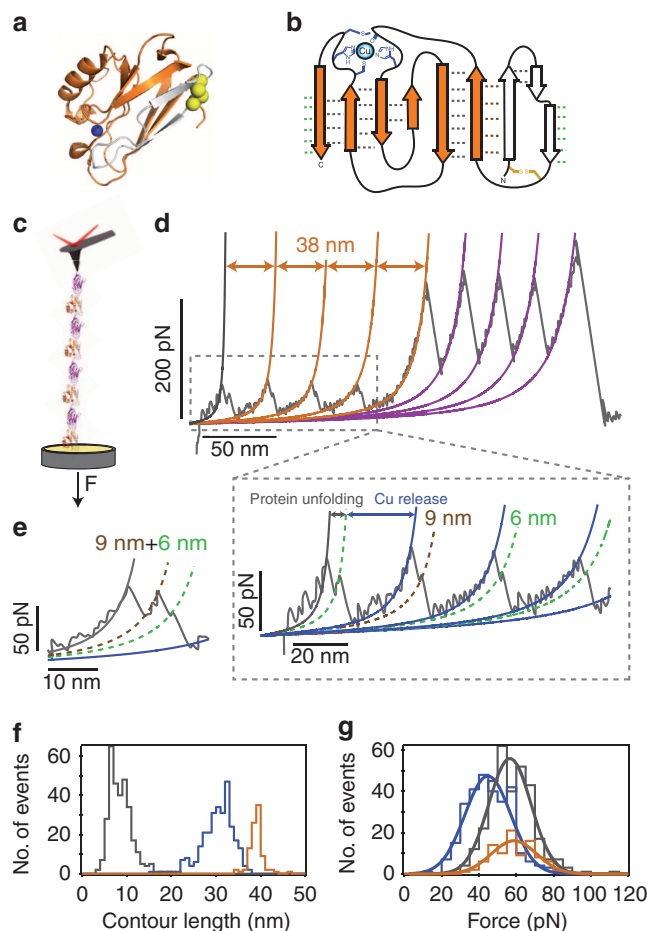 a
b
S
O
N
N
H
Cu
N
N
H
S
C
N
S S
c
d
38 nm
200 pN
50 nm
F
Protein unfolding
Cu release
9 nm
6 nm
50 pN
20 nm
e
9 nm+6 nm
50 pN
10 nm
f
No. of events
60
40
20
0
0 10 20 30 40 50
Contour length (nm)
g
No. of events
60
40
20
0
0 20 40 60 80 100 120
Force (pN)